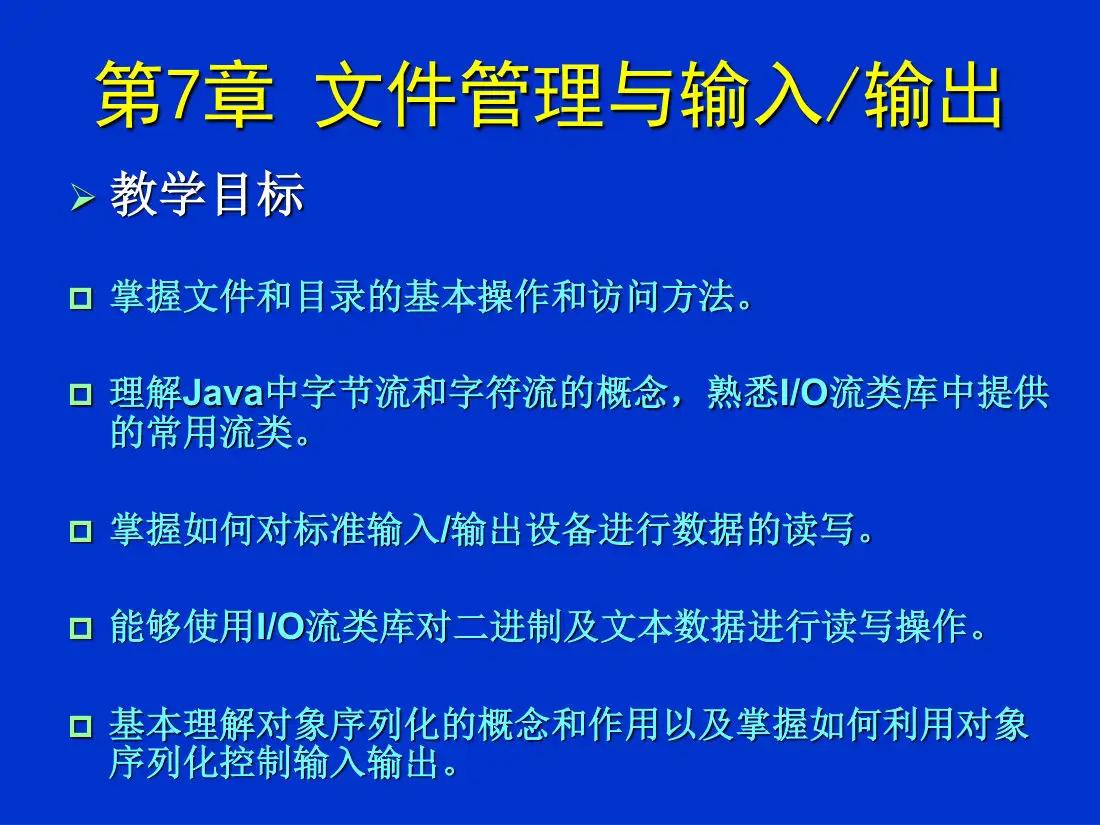 第7章 文件管理与输入/输出
教学目标
掌握文件和目录的基本操作和访问方法。
理解Java中字节流和字符流的概念，熟悉I/O流类库中提供
的常用流类。
掌握如何对标准输入/输出设备进行数据的读写。
能够使用I/O流类库对二进制及文本数据进行读写操作。
基本理解对象序列化的概念和作用以及掌握如何利用对象
序列化控制输入输出。